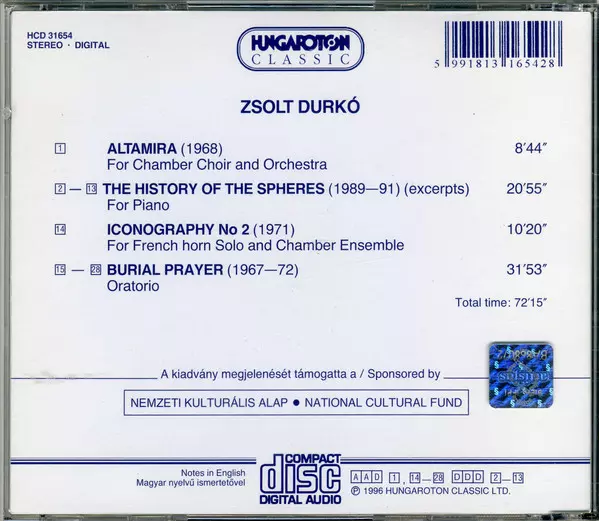 HCD 31654
STEREO · DIGITAL
HUNGAROTON
CLASSIC
5 991813 165428
ZSOLT DURKÓ
1 ALTAMIRA (1968) 8’44”
For Chamber Choir and Orchestra
2 — 13 THE HISTORY OF THE SPHERES (1989—91) (excerpts) 20’55”
For Piano
14 ICONOGRAPHY No 2 (1971) 10’20”
For French horn Solo and Chamber Ensemble
15 — 28 BURIAL PRAYER (1967—72) 31’53”
Oratorio
Total time: 72’15”
A kiadvány megjelenését támogatta a / Sponsored by
NEMZETI KULTURÁLIS ALAP ● NATIONAL CULTURAL FUND
Notes in English
Magyar nyelvű ismertetővel
COMPACT
disc
DIGITAL AUDIO
AAD 1, 14—28 DDD 2—13
℗ 1996 HUNGAROTON CLASSIC LTD.